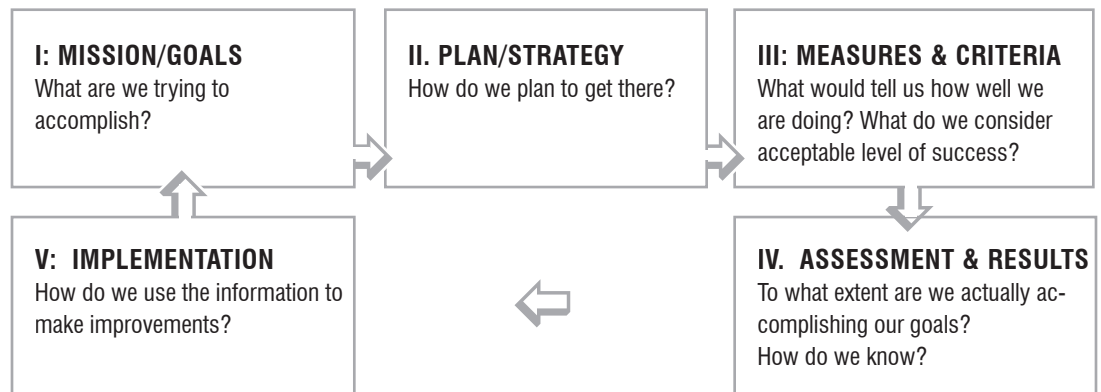 I: MISSION/GOALS
What are we trying to
accomplish?
II. PLAN/STRATEGY
How do we plan to get there?
III: MEASURES & CRITERIA
What would tell us how well we
are doing? What do we consider
acceptable level of success?
V:  IMPLEMENTATION
How do we use the information to
make improvements?
IV.  ASSESSMENT & RESULTS
To what extent are we actually ac-
complishing our goals?
How do we know?